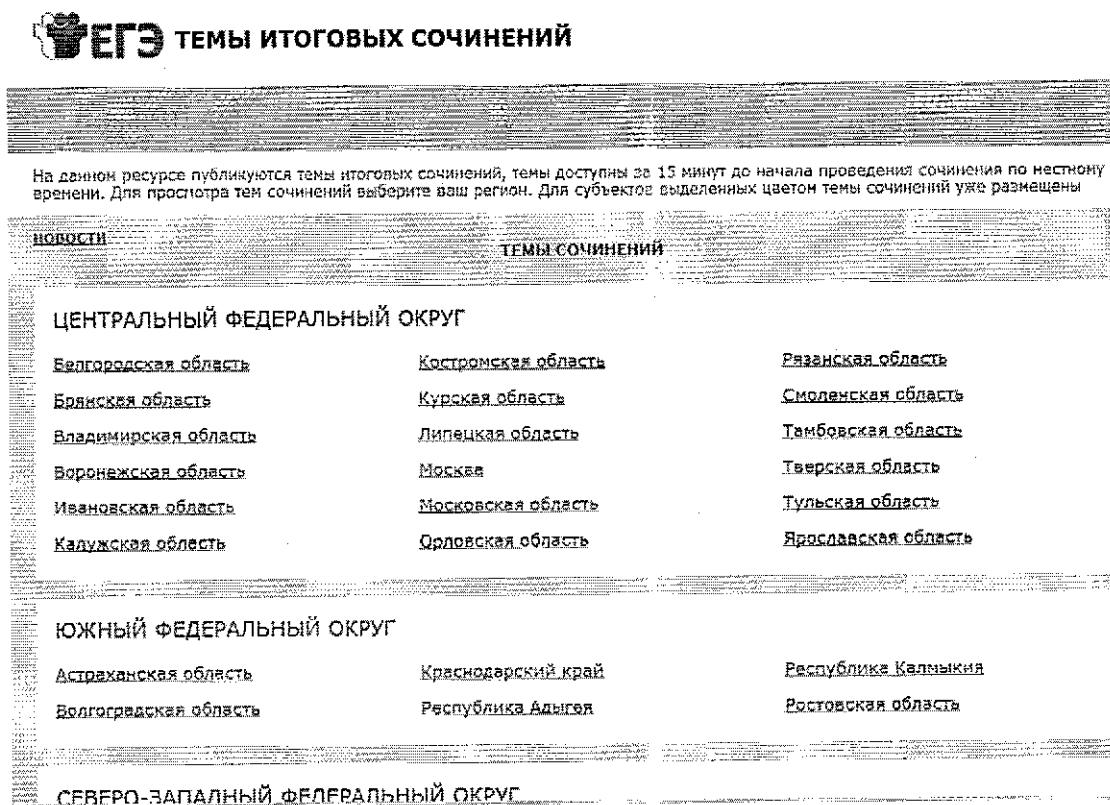 ЕГЭ ТЕМЫ ИТОГОВЫХ СОЧИНЕНИЙ
На данном ресурсе публикуются темы итоговых сочинений, темы доступны за 15 минут до начала проведения сочинения по местному
времени. Для просмотра тем сочинений выберите ваш регион. Для субъектов выделенных цветом темы сочинений уже размещены
НОВОСТИ
ТЕМЫ СОЧИНЕНИЙ
ЦЕНТРАЛЬНЫЙ ФЕДЕРАЛЬНЫЙ ОКРУГ
Белгородская область Костромская область Рязанская область
Брянская область Курская область Смоленская область
Владимирская область Липецкая область Тамбовская область
Воронежская область Москва Тверская область
Ивановская область Московская область Тульская область
Калужская область Орловская область Ярославская область
ЮЖНЫЙ ФЕДЕРАЛЬНЫЙ ОКРУГ
Астраханская область Краснодарский край Республика Калмыкия
Волгоградская область Республика Адыгея Ростовская область
СЕВЕРО-ЗАПАДНЫЙ ФЕДЕРАЛЬНЫЙ ОКРУГ